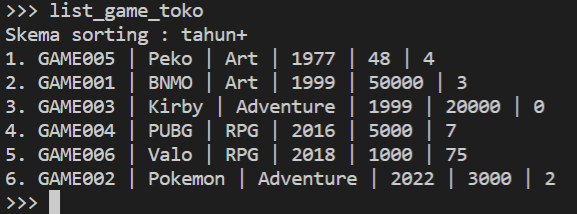 >>> list_game_toko
Skema sorting : tahun+
1. GAME005 | Peko | Art | 1977 | 48 | 4
2. GAME001 | BNMO | Art | 1999 | 50000 | 3
3. GAME003 | Kirby | Adventure | 1999 | 20000 | 0
4. GAME004 | PUBG | RPG | 2016 | 5000 | 7
5. GAME006 | Valo | RPG | 2018 | 1000 | 75
6. GAME002 | Pokemon | Adventure | 2022 | 3000 | 2
>>>